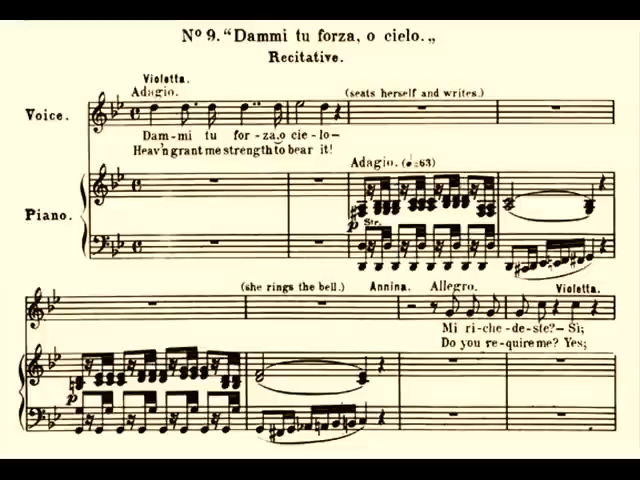 Nº 9. “Dammi tu forza, o cielo.„
Recitative.
Violetta.
Adagio. (seats herself and writes.)
Voice.
Dam-mi tu for-za,o cie-lo-
Heav'n grant me strength to bear it!
Adagio. (♩=63)
Piano.
p Str.
(she rings the bell.) Annina. Allegro. Violetta.
Mi ri-che-de-ste?- Sì;
Do you re-quire me? Yes;
p